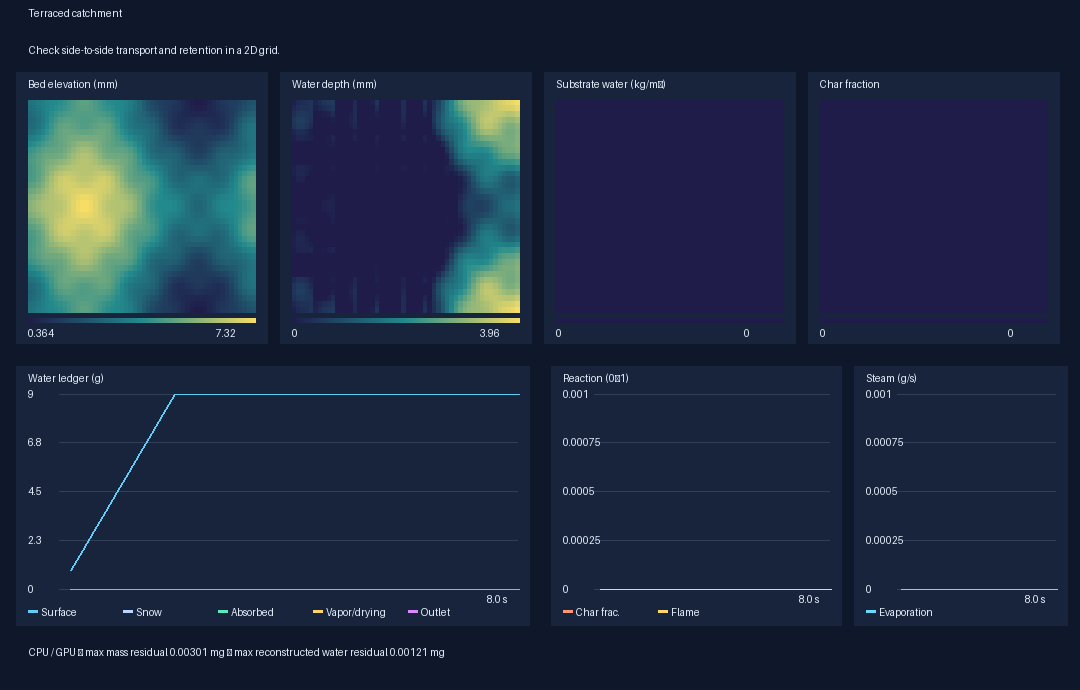 Terraced catchment
Check side-to-side transport and retention in a 2D grid.
Bed elevation (mm)
Water depth (mm)
Substrate water (kg/m□)
Char fraction
0.364 7.32
0 3.96
0 0
0 0
Water ledger (g)
9
6.8
4.5
2.3
0
8.0 s
Surface Snow Absorbed Vapor/drying Outlet
Reaction (0□1)
0.001
0.00075
0.0005
0.00025
0
8.0 s
Char frac. Flame
Steam (g/s)
0.001
0.00075
0.0005
0.00025
0
8.0 s
Evaporation
CPU / GPU □ max mass residual 0.00301 mg □ max reconstructed water residual 0.00121 mg